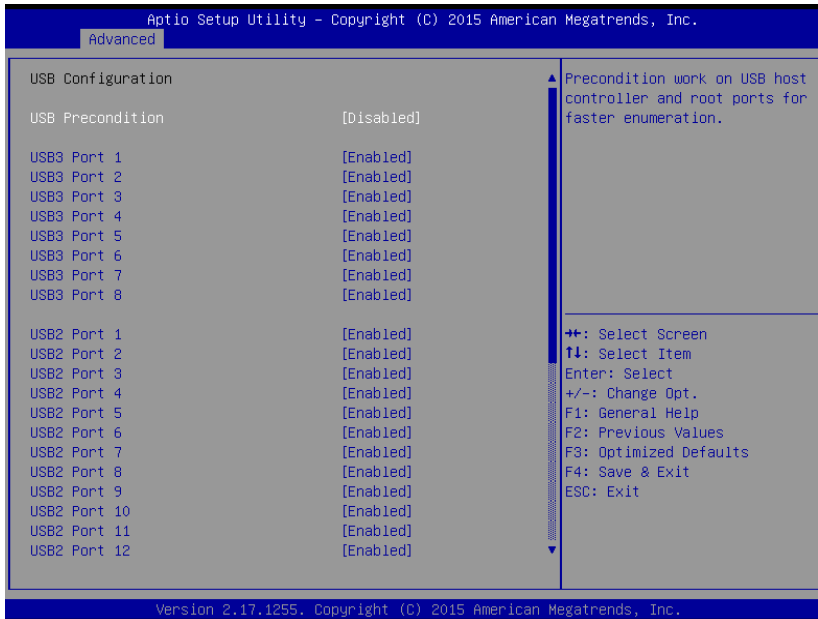 Aptio Setup Utility – Copyright (C) 2015 American Megatrends, Inc.
Advanced
USB Configuration
USB Precondition [Disabled]
USB3 Port 1 [Enabled]
USB3 Port 2 [Enabled]
USB3 Port 3 [Enabled]
USB3 Port 4 [Enabled]
USB3 Port 5 [Enabled]
USB3 Port 6 [Enabled]
USB3 Port 7 [Enabled]
USB3 Port 8 [Enabled]
USB2 Port 1 [Enabled]
USB2 Port 2 [Enabled]
USB2 Port 3 [Enabled]
USB2 Port 4 [Enabled]
USB2 Port 5 [Enabled]
USB2 Port 6 [Enabled]
USB2 Port 7 [Enabled]
USB2 Port 8 [Enabled]
USB2 Port 9 [Enabled]
USB2 Port 10 [Enabled]
USB2 Port 11 [Enabled]
USB2 Port 12 [Enabled]
Precondition work on USB host
controller and root ports for
faster enumeration.
→←: Select Screen
↑↓: Select Item
Enter: Select
+/-: Change Opt.
F1: General Help
F2: Previous Values
F3: Optimized Defaults
F4: Save & Exit
ESC: Exit
Version 2.17.1255. Copyright (C) 2015 American Megatrends, Inc.